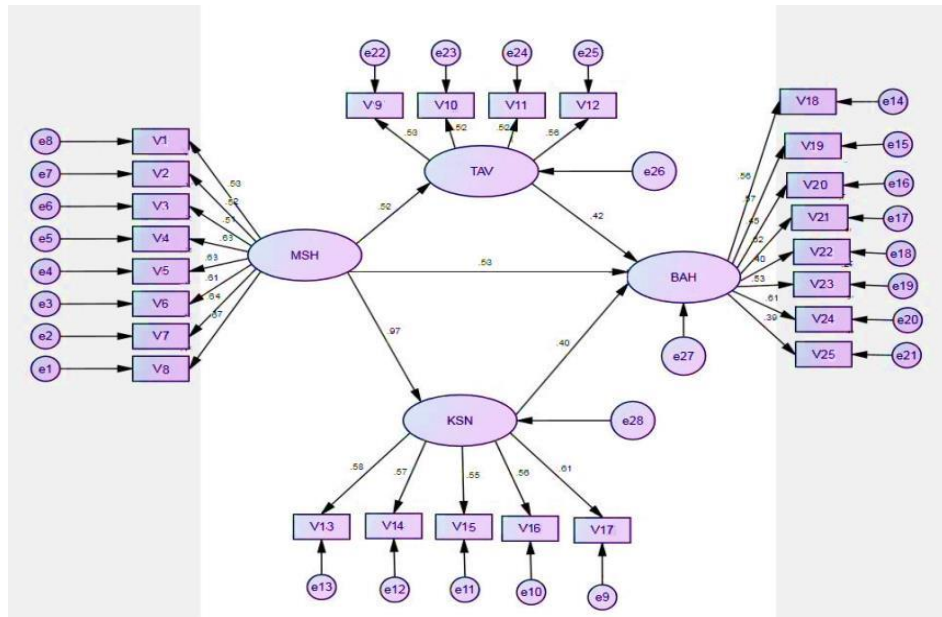 e22
e23
e24
e25
V9
V10
V11
V12
.53
.52
.52
.56
TAV
e26
e8
V1
e7
V2
e6
V3
e5
V4
e4
V5
e3
V6
e2
V7
e1
V8
.53
.52
.51
.63
.63
.61
.64
.67
MSH
.52
.42
.53
.97
.40
BAH
e27
V18
e14
V19
e15
V20
e16
V21
e17
V22
e18
V23
e19
V24
e20
V25
e21
.56
.45
.40
.53
.61
.39
KSN
e28
.58
.57
.55
.56
.61
V13
V14
V15
V16
V17
e13
e12
e11
e10
e9